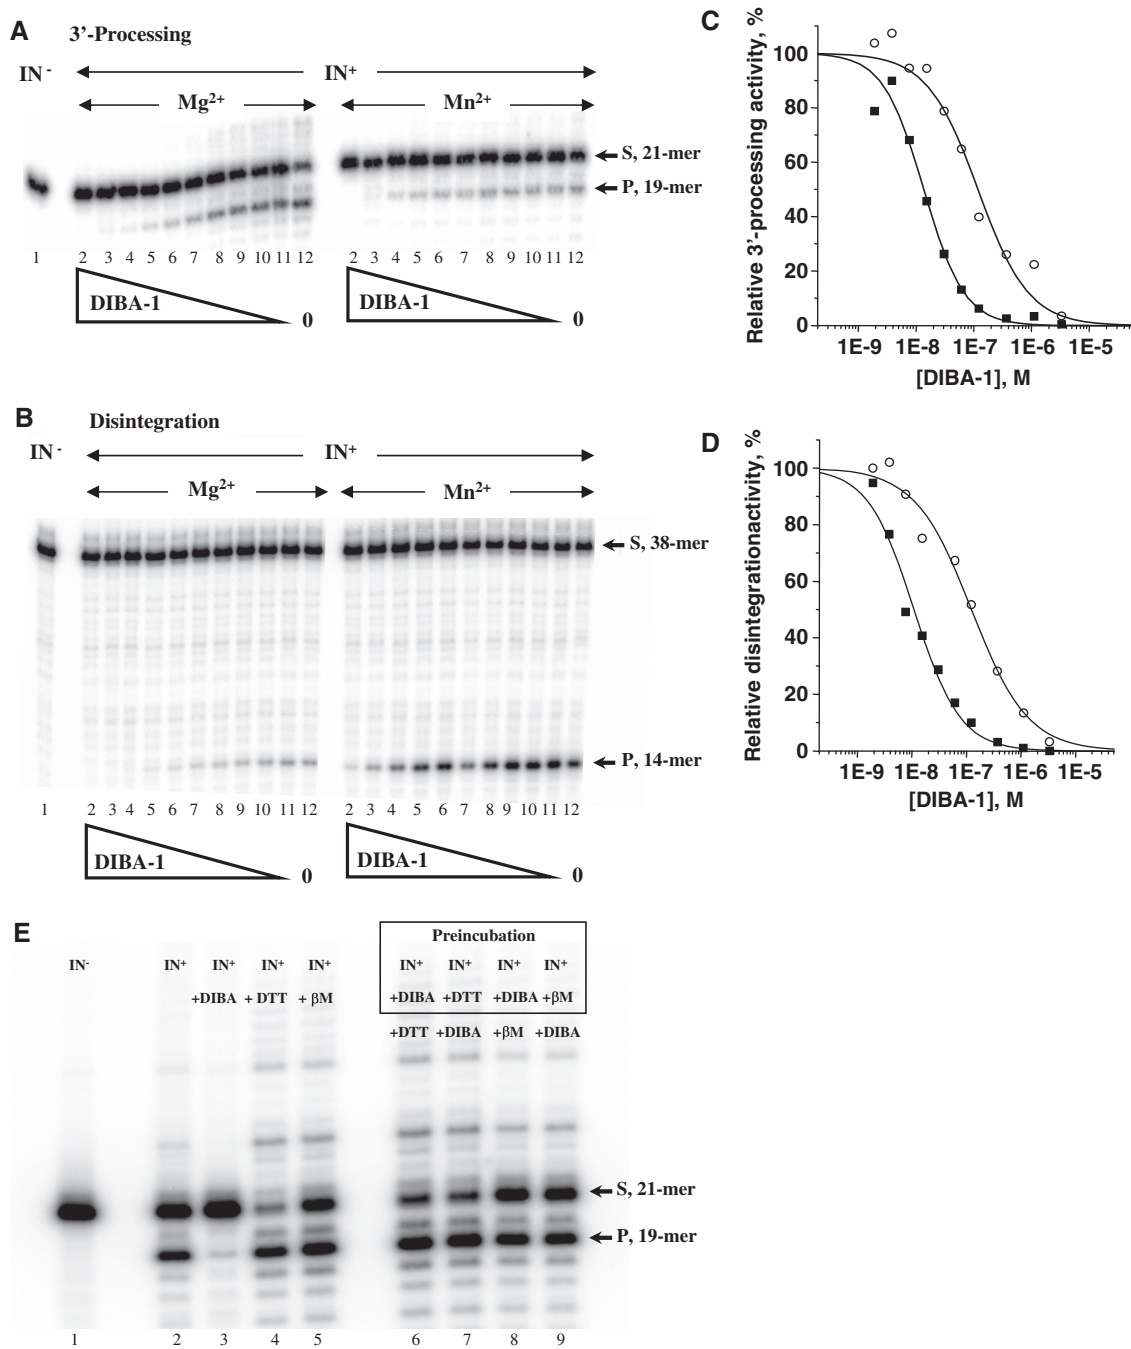 A
3’-Processing
IN-
IN+
Mg2+
Mn2+
S, 21-mer
P, 19-mer
1 2 3 4 5 6 7 8 9 10 11 12 2 3 4 5 6 7 8 9 10 11 12
DIBA-1
0
DIBA-1
0
B
Disintegration
IN-
IN+
Mg2+
Mn2+
S, 38-mer
P, 14-mer
1 2 3 4 5 6 7 8 9 10 11 12 2 3 4 5 6 7 8 9 10 11 12
DIBA-1
0
DIBA-1
0
C
Relative 3’-processing activity, %
100
80
60
40
20
0
1E-9 1E-8 1E-7 1E-6 1E-5
[DIBA-1], M
D
Relative disintegrationactivity, %
100
80
60
40
20
0
1E-9 1E-8 1E-7 1E-6 1E-5
[DIBA-1], M
E
Preincubation
IN- IN+ IN+ IN+ IN+ IN+ IN+ IN+ IN+
+DIBA + DTT + βM +DIBA +DTT +DIBA +βM
+DTT +DIBA +βM +DIBA
S, 21-mer
P, 19-mer
1 2 3 4 5 6 7 8 9